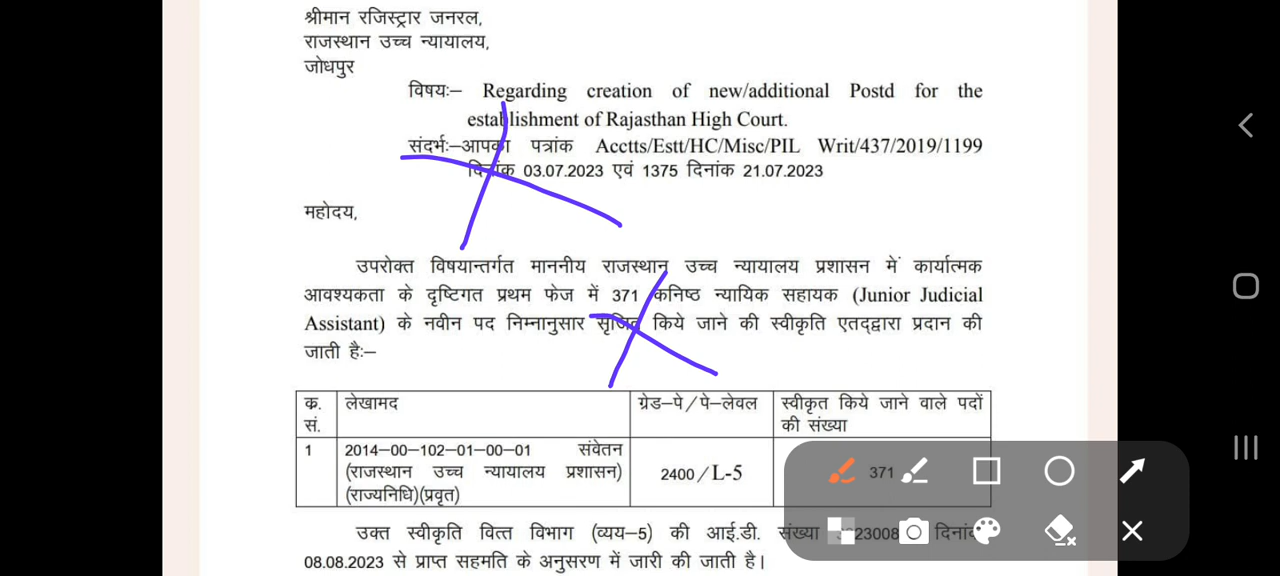 श्रीमान रजिस्ट्रार जनरल,
राजस्थान उच्च न्यायालय,
जोधपुर
विषयः– Regarding creation of new/additional Postd for the
establishment of Rajasthan High Court.
संदर्भः–आपका पत्रांक Acctts/Estt/HC/Misc/PIL Writ/437/2019/1199
दिनांक 03.07.2023 एवं 1375 दिनांक 21.07.2023
महोदय,
उपरोक्त विषयान्तर्गत माननीय राजस्थान उच्च न्यायालय प्रशासन में कार्यात्मक
आवश्यकता के दृष्टिगत प्रथम फेज में 371 कनिष्ठ न्यायिक सहायक (Junior Judicial
Assistant) के नवीन पद निम्नानुसार सृजित किये जाने की स्वीकृति एतद्द्वारा प्रदान की
जाती हैः–
क.सं. लेखामद ग्रेड–पे/पे–लेवल स्वीकृत किये जाने वाले पदों
की संख्या
1 2014–00–102–01–00–01 संवेतन
(राजस्थान उच्च न्यायालय प्रशासन)
(राज्यनिधि)(प्रवृत) 2400/L-5 371
उक्त स्वीकृति वित्त विभाग (व्यय–5) की आई.डी. संख्या दिनांक
08.08.2023 से प्राप्त सहमति के अनुसरण में जारी की जाती है।